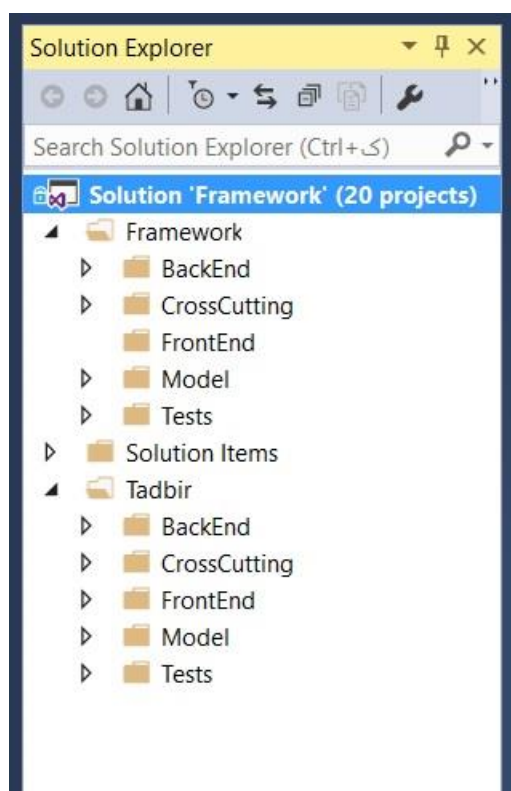 Solution Explorer
Search Solution Explorer (Ctrl+ک)
Solution 'Framework' (20 projects)
Framework
BackEnd
CrossCutting
FrontEnd
Model
Tests
Solution Items
Tadbir
BackEnd
CrossCutting
FrontEnd
Model
Tests